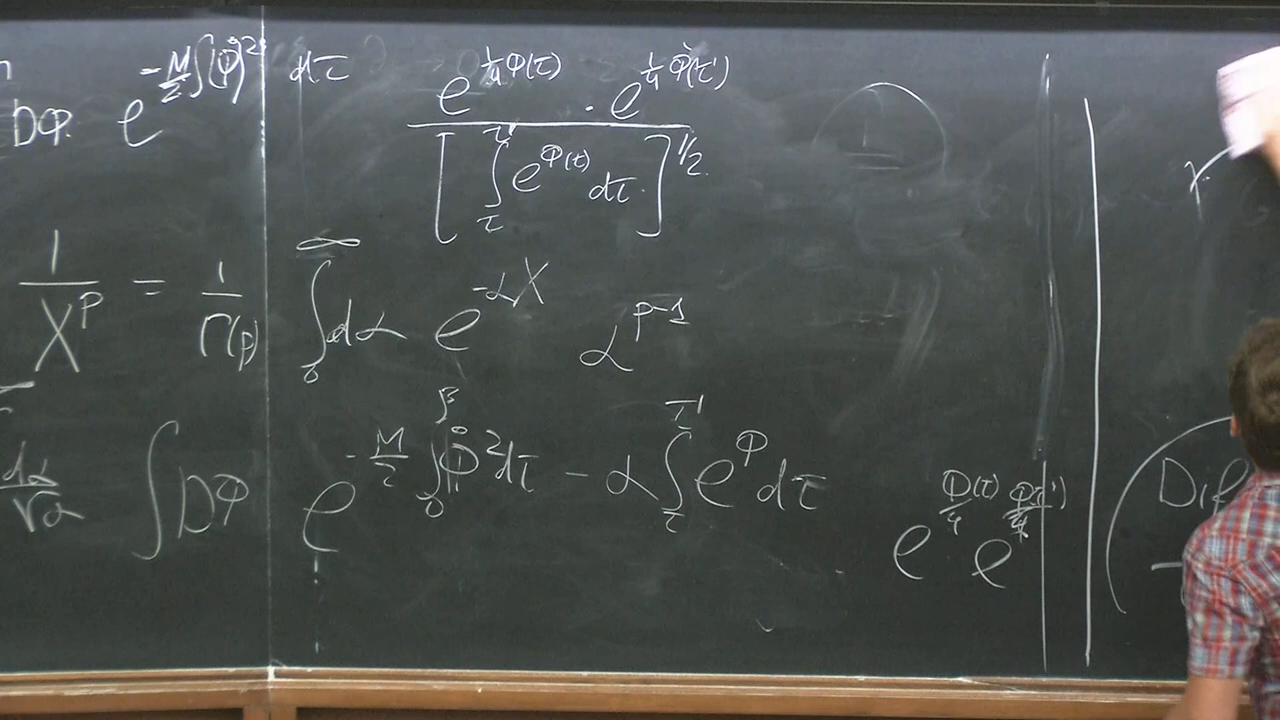 Dφ. e^{-M/2 ∫(φ̇)²} dτ  e^{1/4 φ(τ)} · e^{1/4 φ(τ')} / [∫_τ^{τ'} e^{φ(τ)} dτ]^{1/2}
1/X^p = 1/Γ(p) ∫_0^∞ dα e^{-αX} α^{p-1}
dα/√α ∫Dφ e^{-M/2 ∫_0^β φ̇² dτ - α ∫_τ^{τ'} e^φ dτ} e^{φ(τ)/4} e^{φ(τ')/4}
Dif